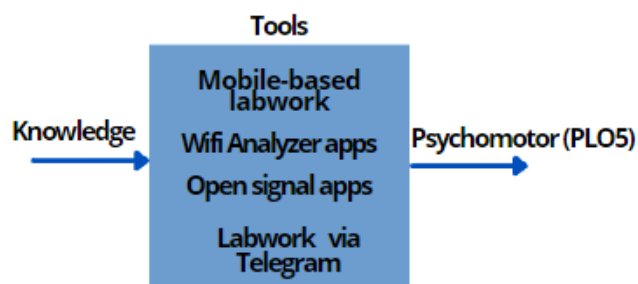 Tools
Mobile-based
labwork
Knowledge
Wifi Analyzer apps
Psychomotor (PLO5)
Open signal apps
Labwork via
Telegram